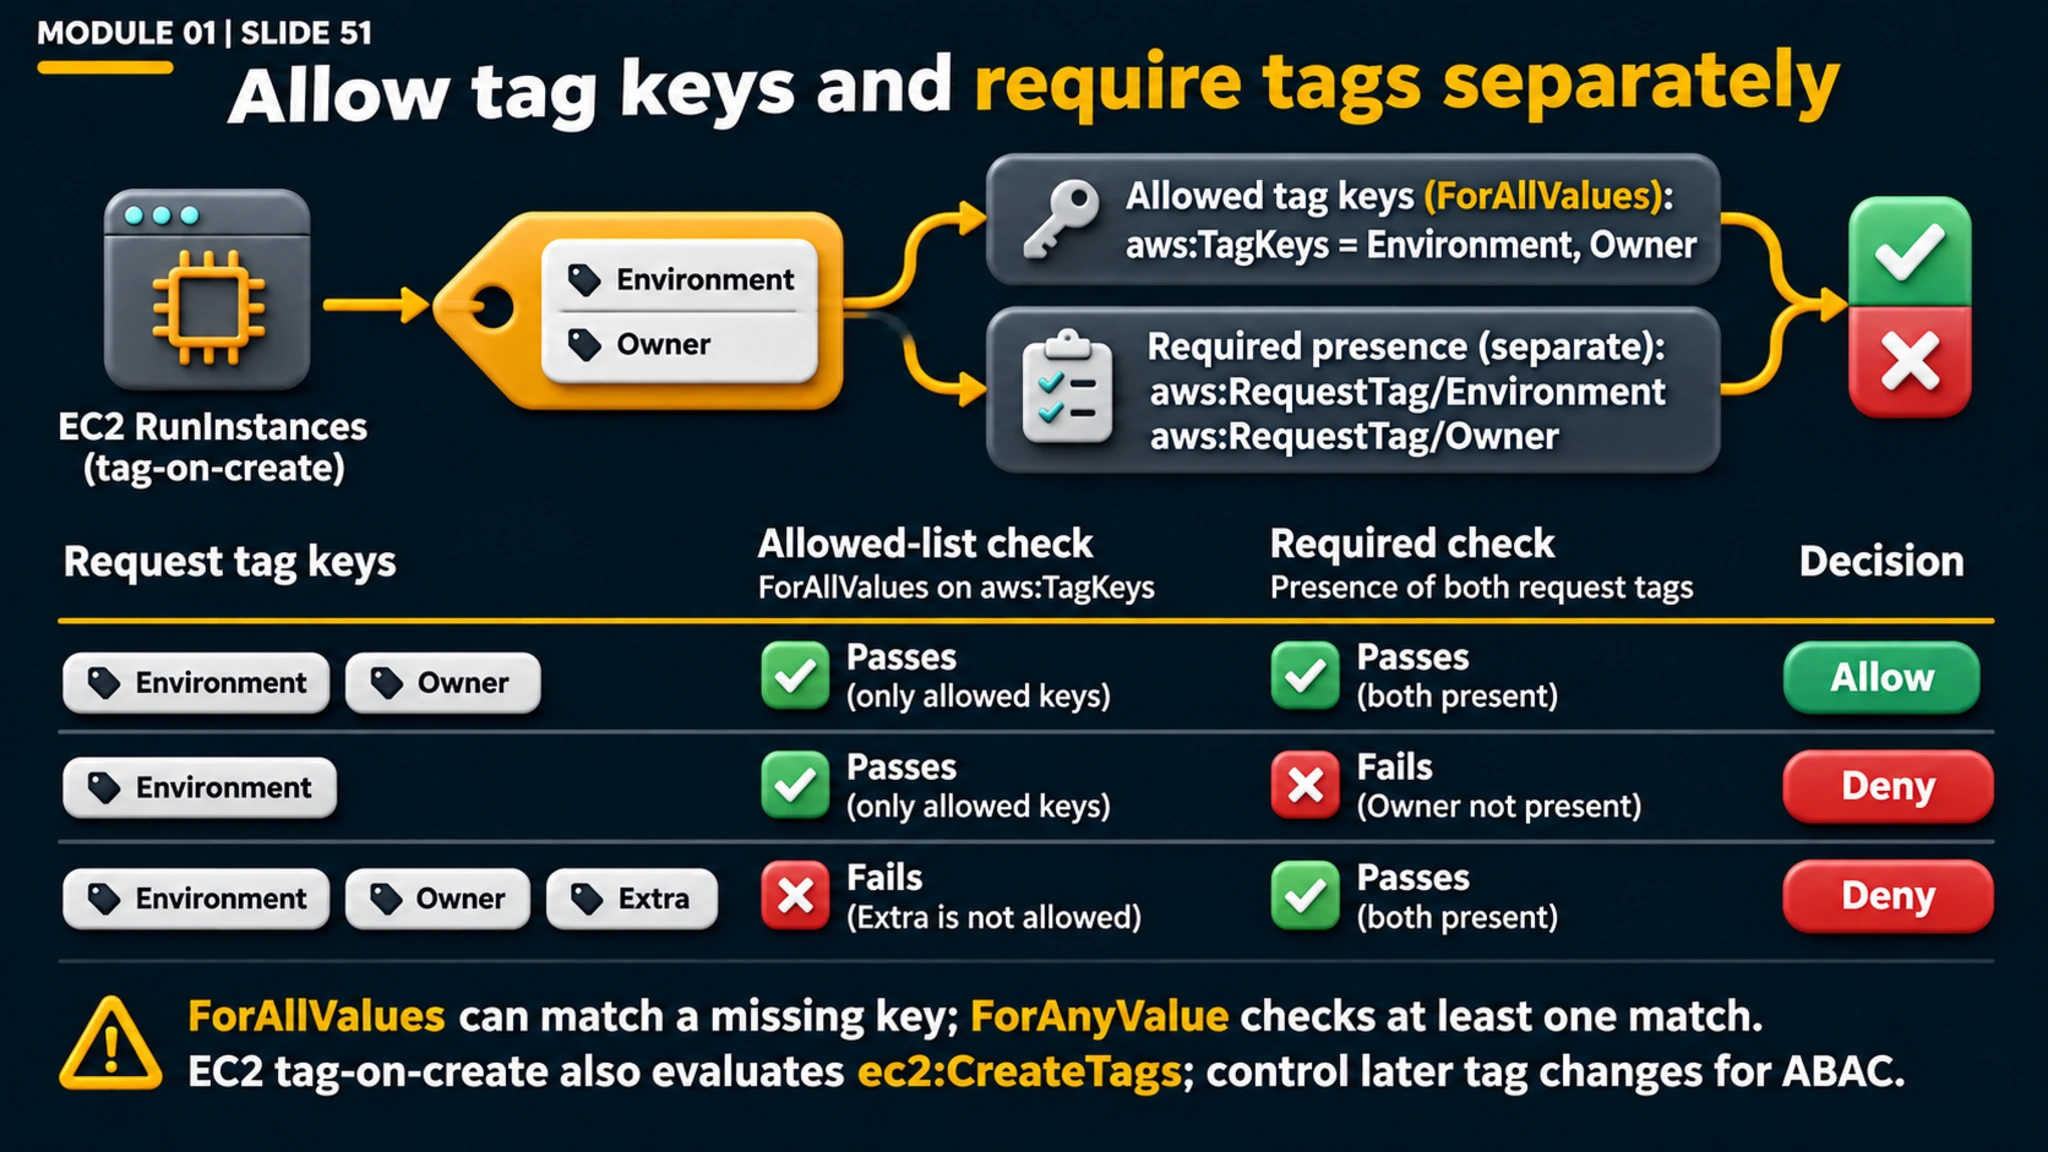 MODULE 01 | SLIDE 51
Allow tag keys and require tags separately
EC2 RunInstances
(tag-on-create)
Environment
Owner
Allowed tag keys (ForAllValues):
aws:TagKeys = Environment, Owner
Required presence (separate):
aws:RequestTag/Environment
aws:RequestTag/Owner
Request tag keys
Allowed-list check
ForAllValues on aws:TagKeys
Required check
Presence of both request tags
Decision
Environment Owner
Passes
(only allowed keys)
Passes
(both present)
Allow
Environment
Passes
(only allowed keys)
Fails
(Owner not present)
Deny
Environment Owner Extra
Fails
(Extra is not allowed)
Passes
(both present)
Deny
ForAllValues can match a missing key; ForAnyValue checks at least one match.
EC2 tag-on-create also evaluates ec2:CreateTags; control later tag changes for ABAC.